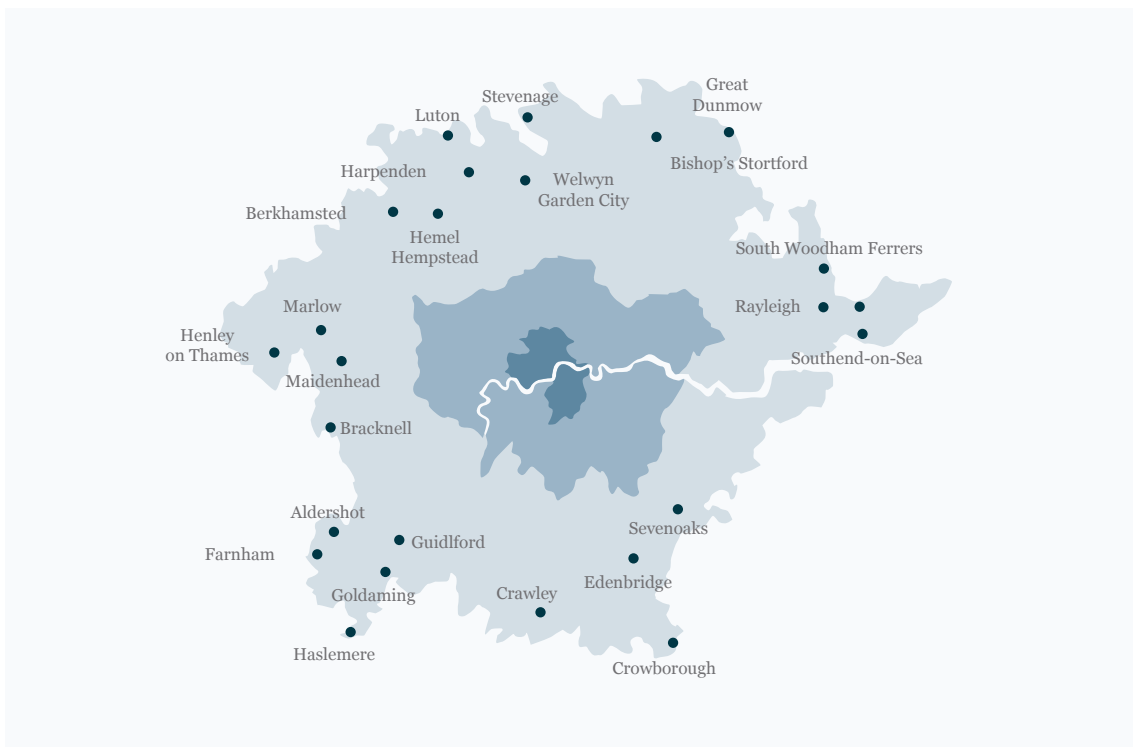 Great
Dunmow
Stevenage
Luton
Bishop's Stortford
Harpenden
Welwyn
Garden City
Berkhamsted
Hemel
Hempstead
South Woodham Ferrers
Marlow
Rayleigh
Henley
on Thames
Southend-on-Sea
Maidenhead
Bracknell
Aldershot
Sevenoaks
Guidlford
Farnham
Edenbridge
Goldaming
Crawley
Haslemere
Crowborough